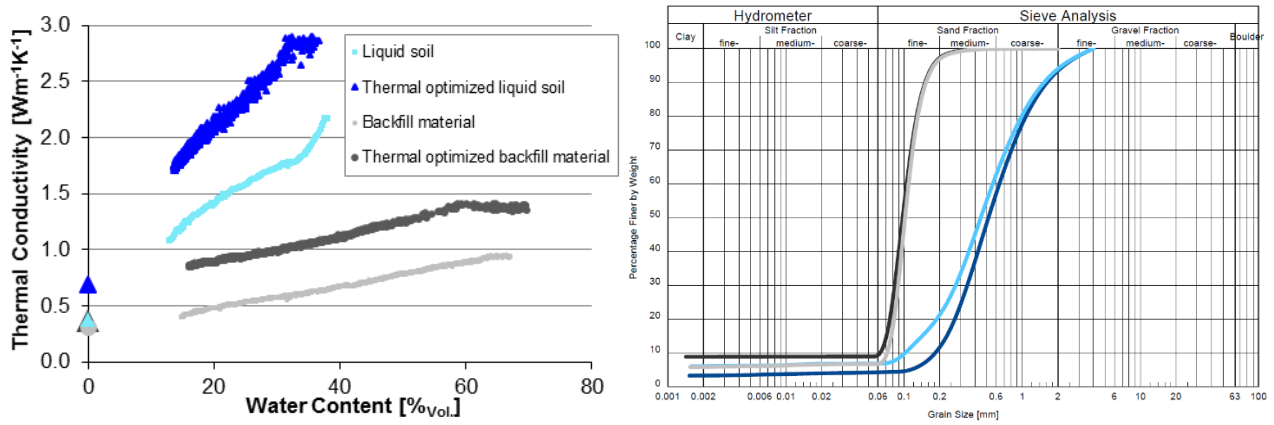 Thermal Conductivity [Wm⁻¹K⁻¹]
3.0
2.5
2.0
1.5
1.0
0.5
0.0
0
20
40
60
80
Water Content [%Vol.]
Liquid soil
Thermal optimized liquid soil
Backfill material
Thermal optimized backfill material
Hydrometer
Sieve Analysis
Clay
Silt Fraction
Sand Fraction
Gravel Fraction
Boulder
fine-
medium-
coarse-
fine-
medium-
coarse-
fine-
medium-
coarse-
Percentage Finer by Weight
100
90
80
70
60
50
40
30
20
10
0
0.001
0.002
0.006
0.01
0.02
0.06
0.1
0.2
0.6
1
2
6
10
20
63
100
Grain Size [mm]